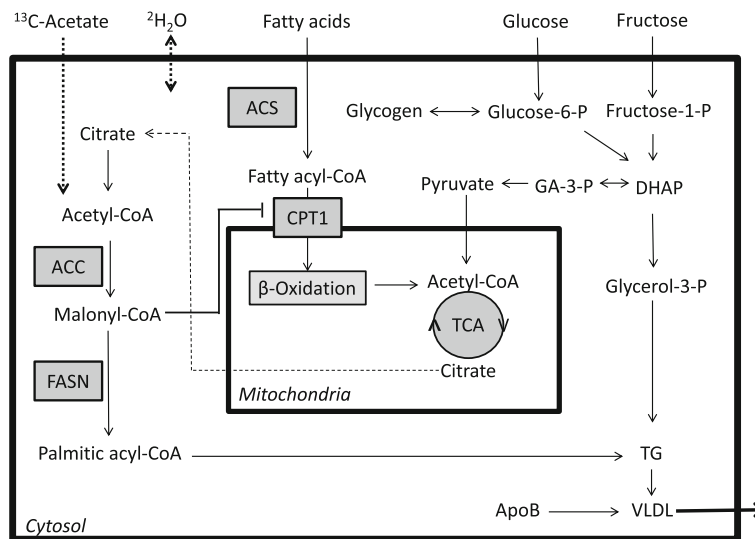 ¹³C-Acetate
²H₂O
Fatty acids
Glucose
Fructose
ACS
Glycogen
Glucose-6-P
Fructose-1-P
Citrate
Fatty acyl-CoA
Pyruvate
GA-3-P
DHAP
Acetyl-CoA
CPT1
ACC
β-Oxidation
Acetyl-CoA
Glycerol-3-P
Malonyl-CoA
TCA
FASN
Citrate
Mitochondria
Palmitic acyl-CoA
TG
ApoB
VLDL
Cytosol